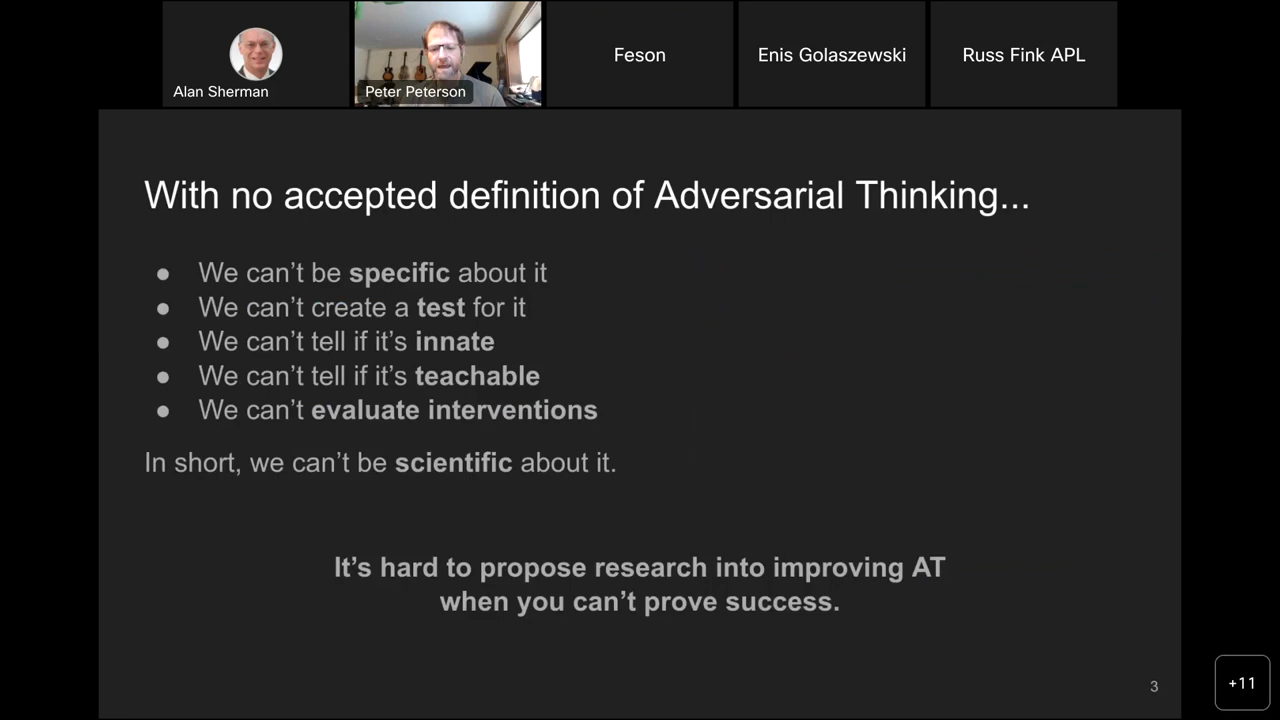 Alan Sherman
Peter Peterson
Feson
Enis Golaszewski
Russ Fink APL
With no accepted definition of Adversarial Thinking...
● We can’t be specific about it
● We can’t create a test for it
● We can’t tell if it’s innate
● We can’t tell if it’s teachable
● We can’t evaluate interventions
In short, we can’t be scientific about it.
It’s hard to propose research into improving AT
when you can’t prove success.
3
+11